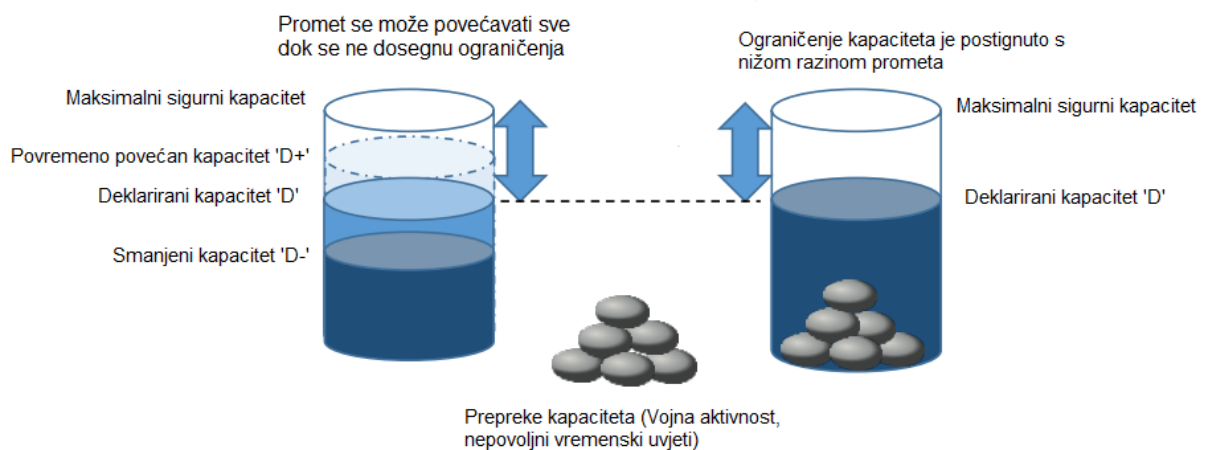 Promet se može povećavati sve
dok se ne dosegnu ograničenja
Ograničenje kapaciteta je postignuto s
nižom razinom prometa
Maksimalni sigurni kapacitet
Povremeno povećan kapacitet 'D+'
Deklarirani kapacitet 'D'
Smanjeni kapacitet 'D-'
Maksimalni sigurni kapacitet
Deklarirani kapacitet 'D'
Prepreke kapaciteta (Vojna aktivnost,
nepovoljni vremenski uvjeti)